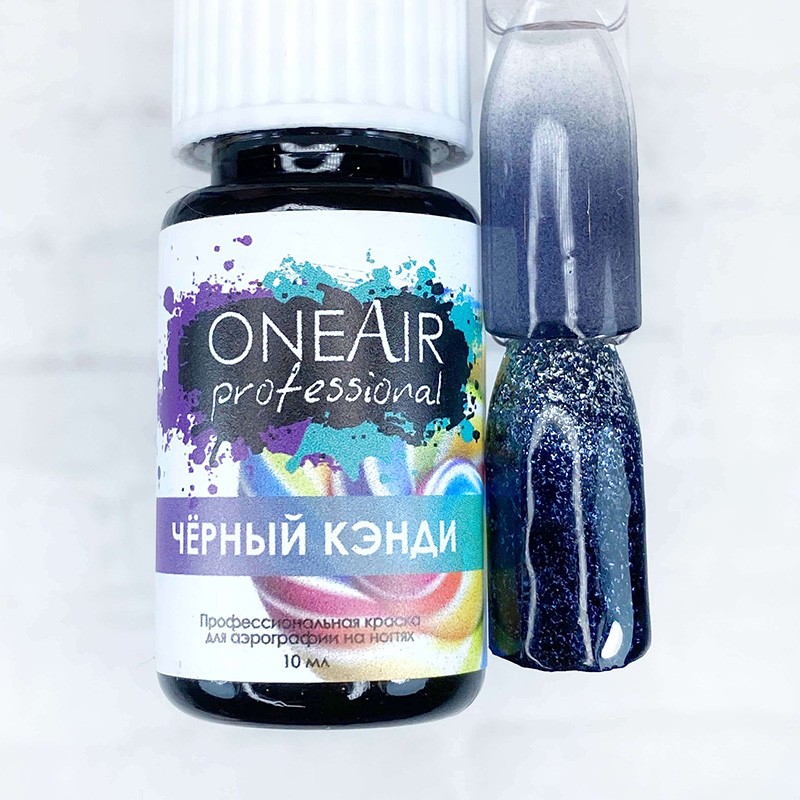 ONEAIR
professional
ЧЁРНЫЙ КЭНДИ
Профессиональная краска
для аэрографии на ногтях
10 мл